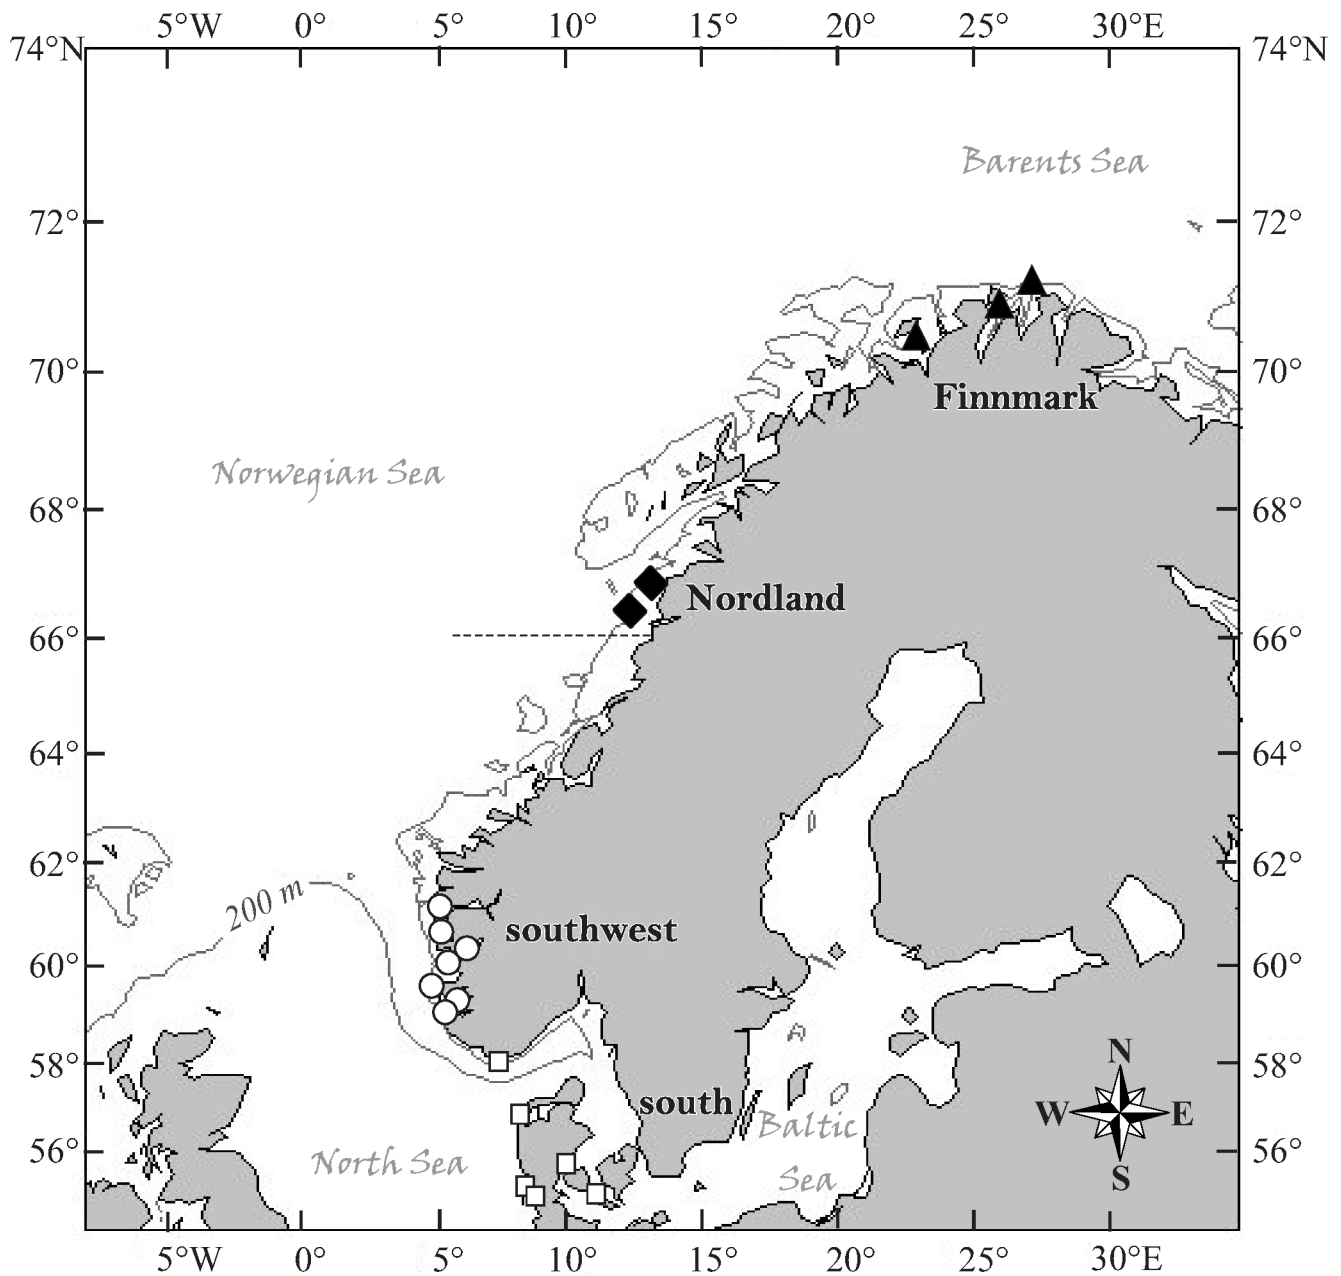 5°W 0° 5° 10° 15° 20° 25° 30°E
74°N 74°N
Barents Sea
72° 72°
70° 70°
Finnmark
Norwegian Sea
68° 68°
Nordland
66° 66°
64° 64°
62° 62°
200 m
southwest
60° 60°
58° 58°
N
south
W E
Baltic
56° 56°
North Sea
Sea
S
5°W 0° 5° 10° 15° 20° 25° 30°E